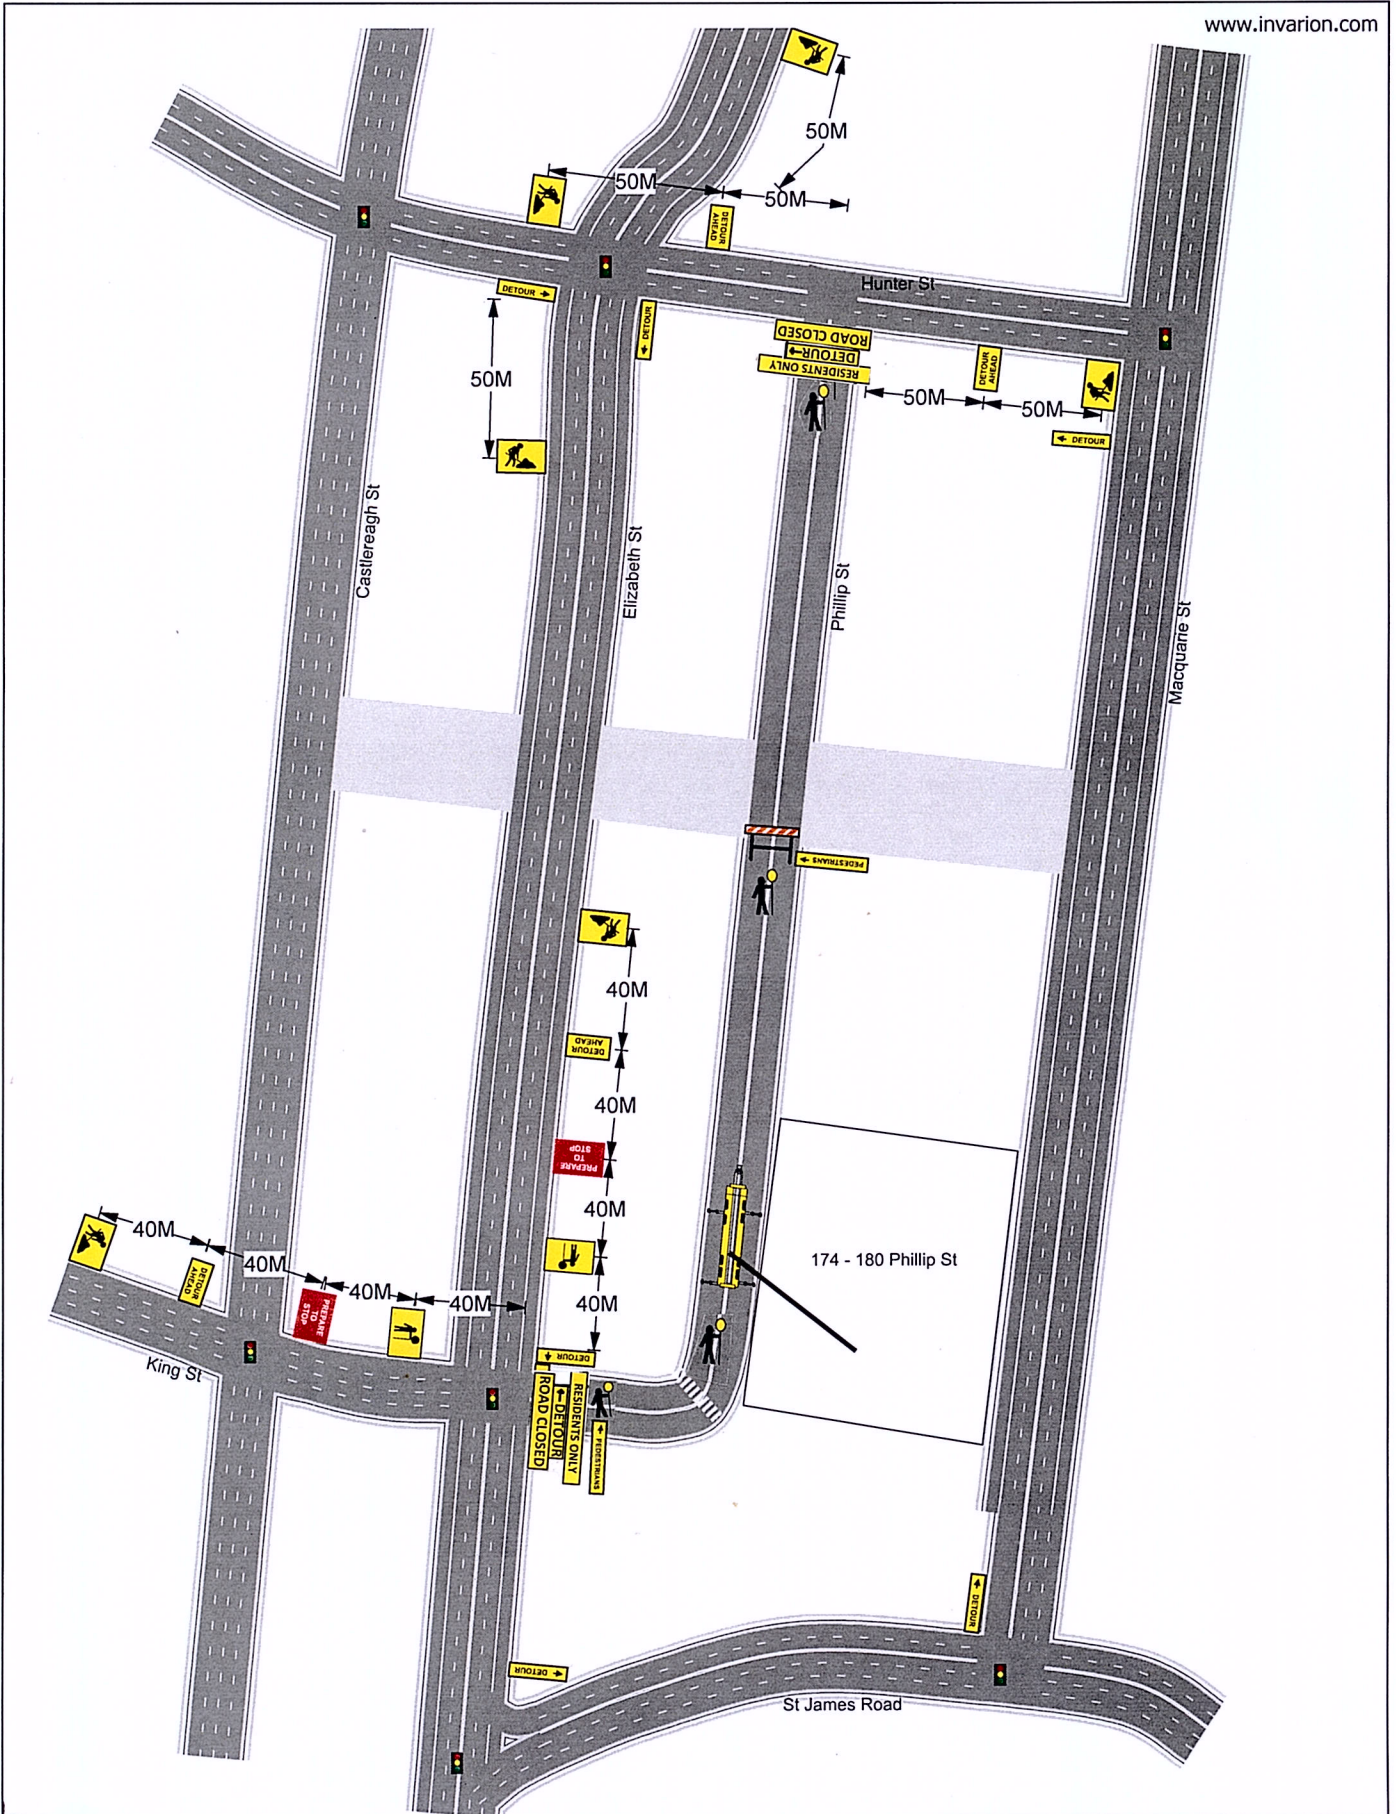 www.invarion.com
50M
50M
50M
DETOUR
AHEAD
Hunter St
DETOUR
DETOUR
ROAD CLOSED
DETOUR
RESIDENTS ONLY
DETOUR
AHEAD
50M
50M
50M
DETOUR
Castlereagh St
Elizabeth St
Phillip St
Macquarie St
PEDESTRIANS
40M
DETOUR
AHEAD
40M
PREPARE
TO
STOP
40M
40M
40M
DETOUR
AHEAD
40M
PREPARE
TO
STOP
40M
40M
174 - 180 Phillip St
King St
DETOUR
ROAD CLOSED
DETOUR
RESIDENTS ONLY
PEDESTRIANS
DETOUR
DETOUR
St James Road